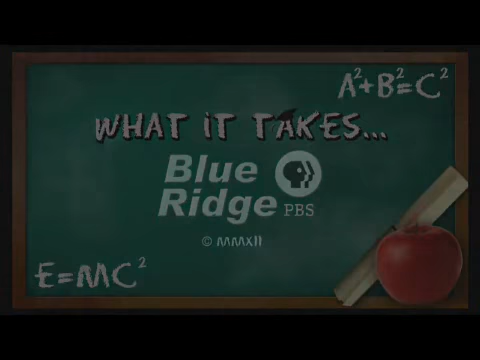 A²+B²=C²
WHAT IT TAKES...
Blue
Ridge PBS
© MMXII
E=MC²